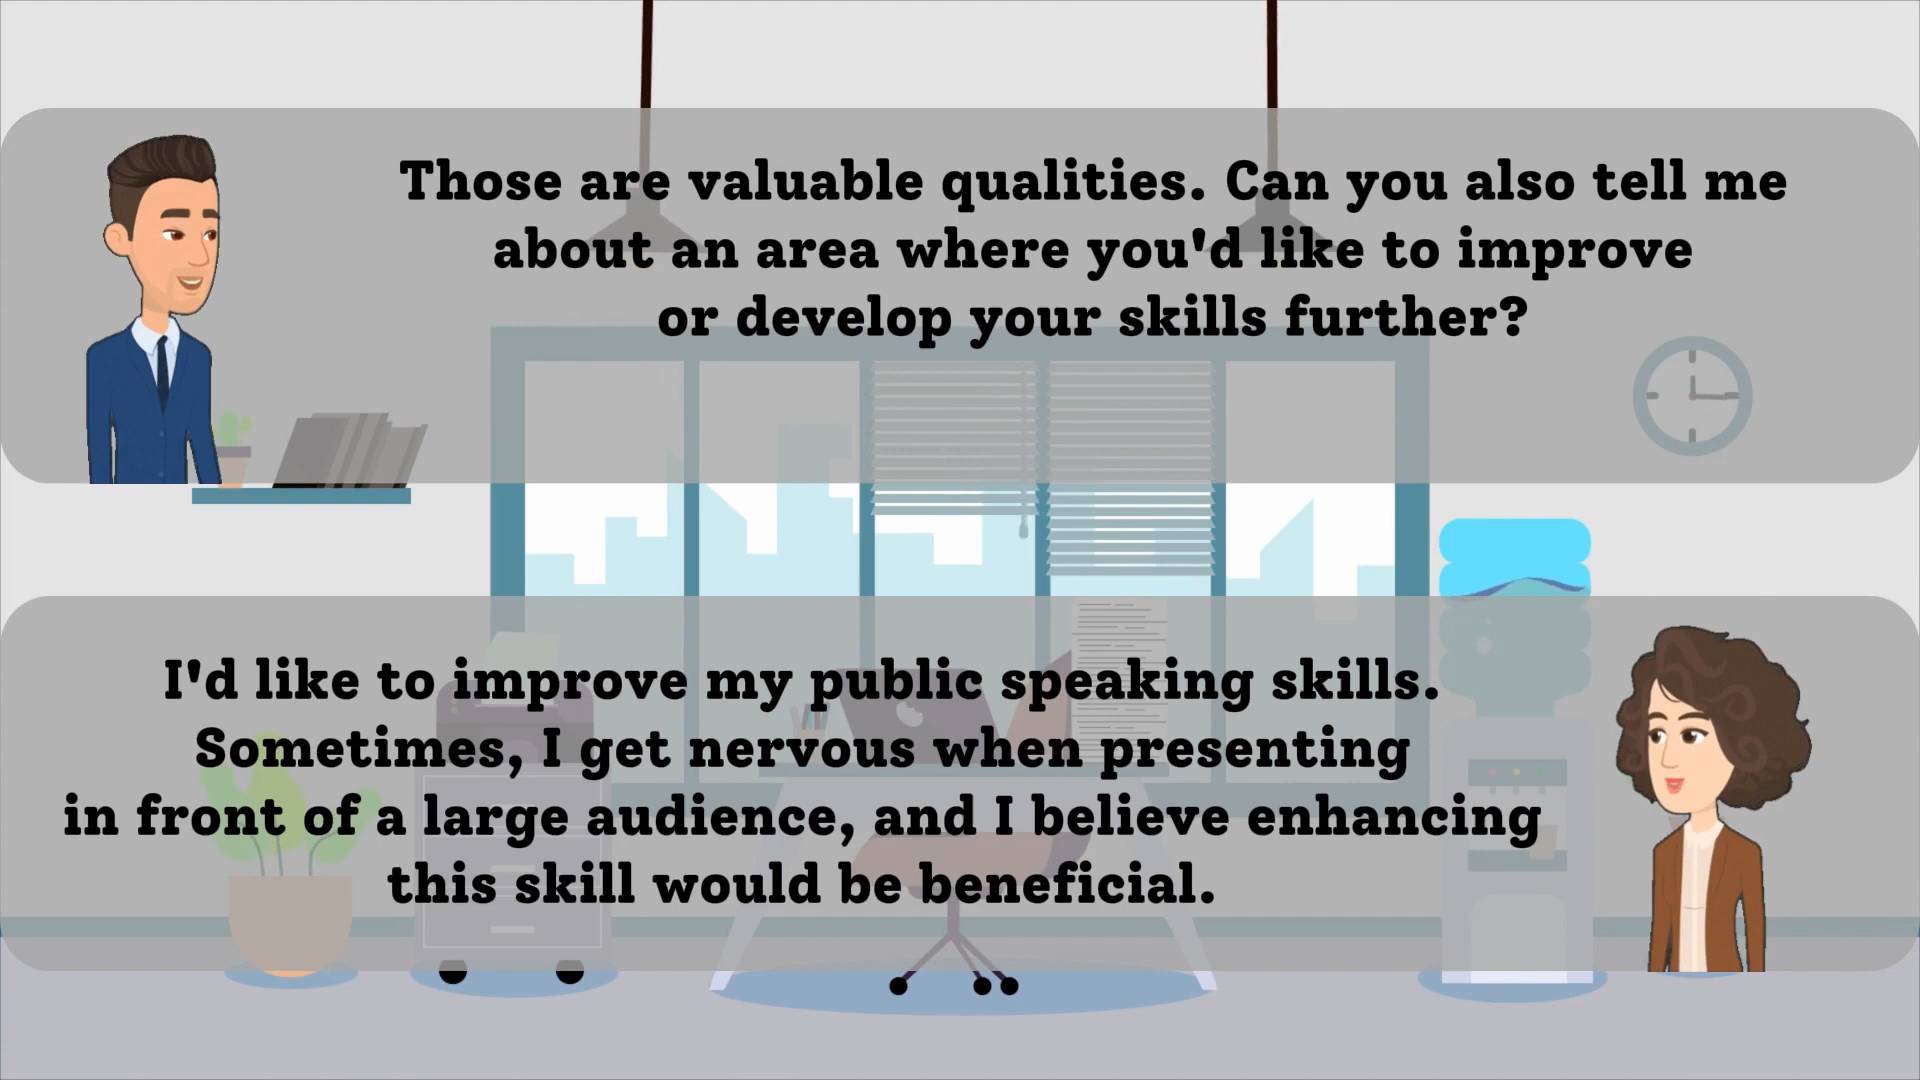 Those are valuable qualities. Can you also tell me
about an area where you'd like to improve
or develop your skills further?
I'd like to improve my public speaking skills.
Sometimes, I get nervous when presenting
in front of a large audience, and I believe enhancing
this skill would be beneficial.